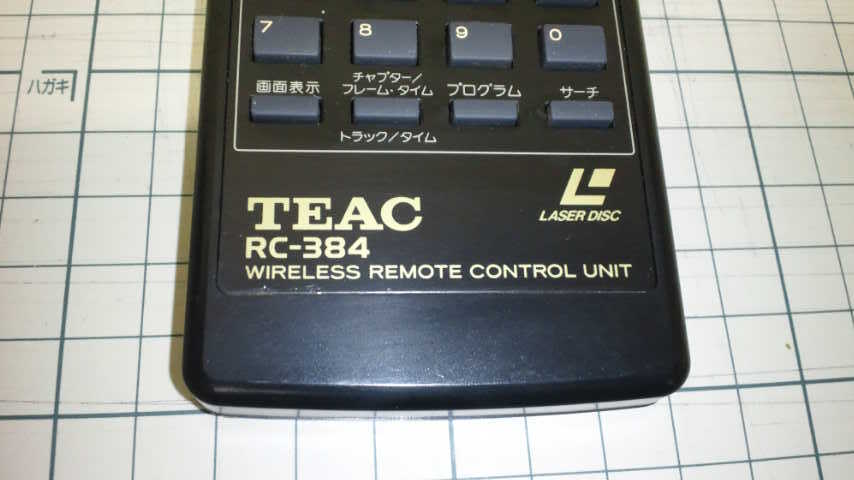 7 8 9 0
ハガキ
画面表示 チャプター/フレーム・タイム プログラム サーチ
トラック/タイム
LASER DISC
TEAC
RC-384
WIRELESS REMOTE CONTROL UNIT